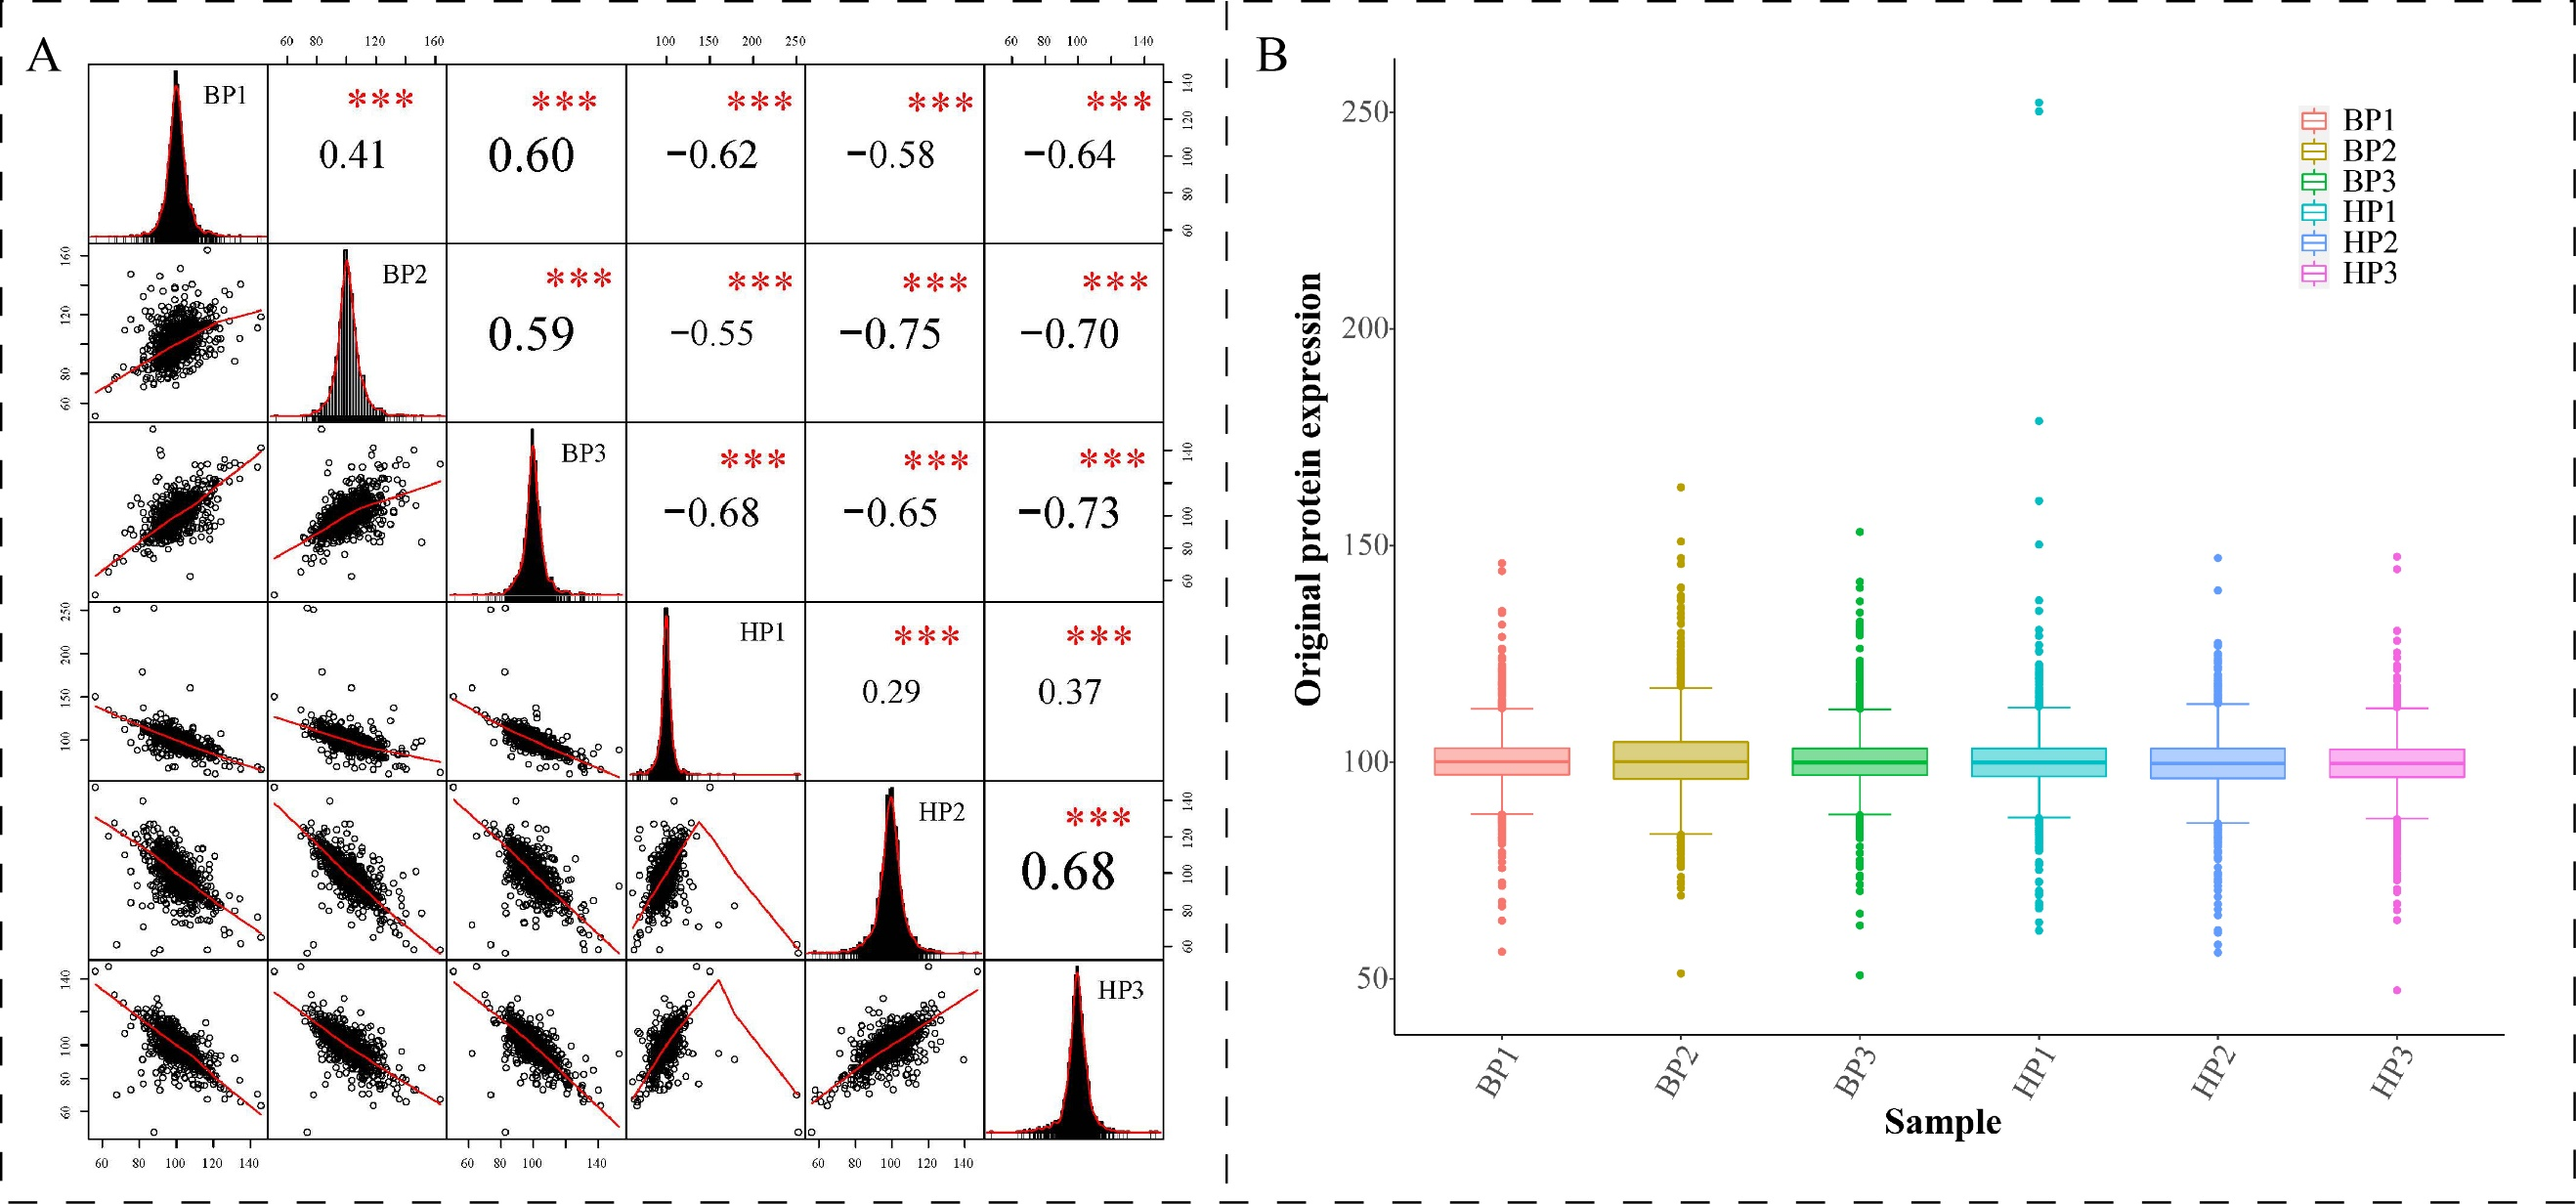 A
60 80 120 160
100 150 200 250
60 80 100 140
BP1
*** *** *** *** ***
0.41 0.60 −0.62 −0.58 −0.64
60 80 100 120 140
60 80 120 160
BP2
*** *** *** ***
0.59 −0.55 −0.75 −0.70
BP3
*** *** ***
−0.68 −0.65 −0.73
60 80 100 140
100 150 200 250
HP1
*** ***
0.29 0.37
HP2
***
0.68
60 80 100 120 140
60 80 100 140
HP3
60 80 100 120 140
60 80 100 140
60 80 100 120 140
B
Original protein expression
250
200
150
100
50
BP1
BP2
BP3
HP1
HP2
HP3
BP1 BP2 BP3 HP1 HP2 HP3
Sample